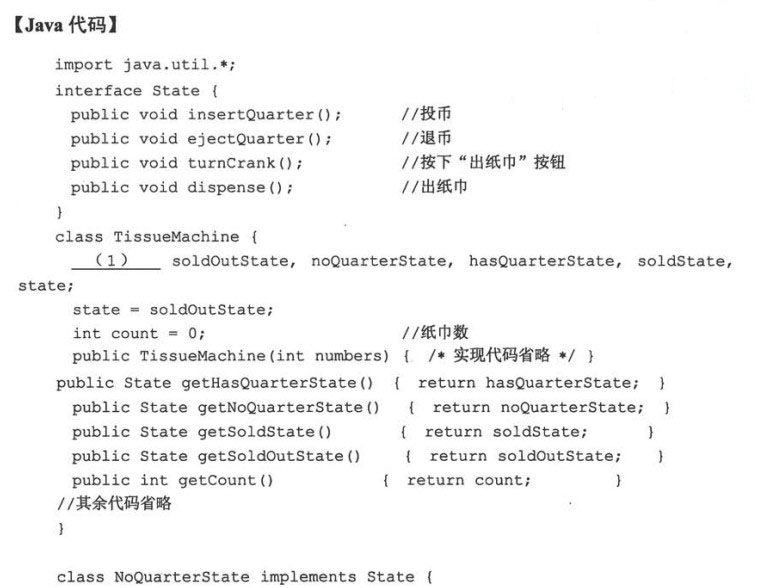 【Java 代码】
import java.util.*;
interface State {
public void insertQuarter(); //投币
public void ejectQuarter(); //退币
public void turnCrank(); //按下“出纸巾”按钮
public void dispense(); //出纸巾
}
class TissueMachine {
（1） soldOutState, noQuarterState, hasQuarterState, soldState,
state;
state = soldOutState;
int count = 0; //纸巾数
public TissueMachine(int numbers) { /* 实现代码省略 */ }
public State getHasQuarterState() { return hasQuarterState; }
public State getNoQuarterState() { return noQuarterState; }
public State getSoldState() { return soldState; }
public State getSoldOutState() { return soldOutState; }
public int getCount() { return count; }
//其余代码省略
}
class NoQuarterState implements State {